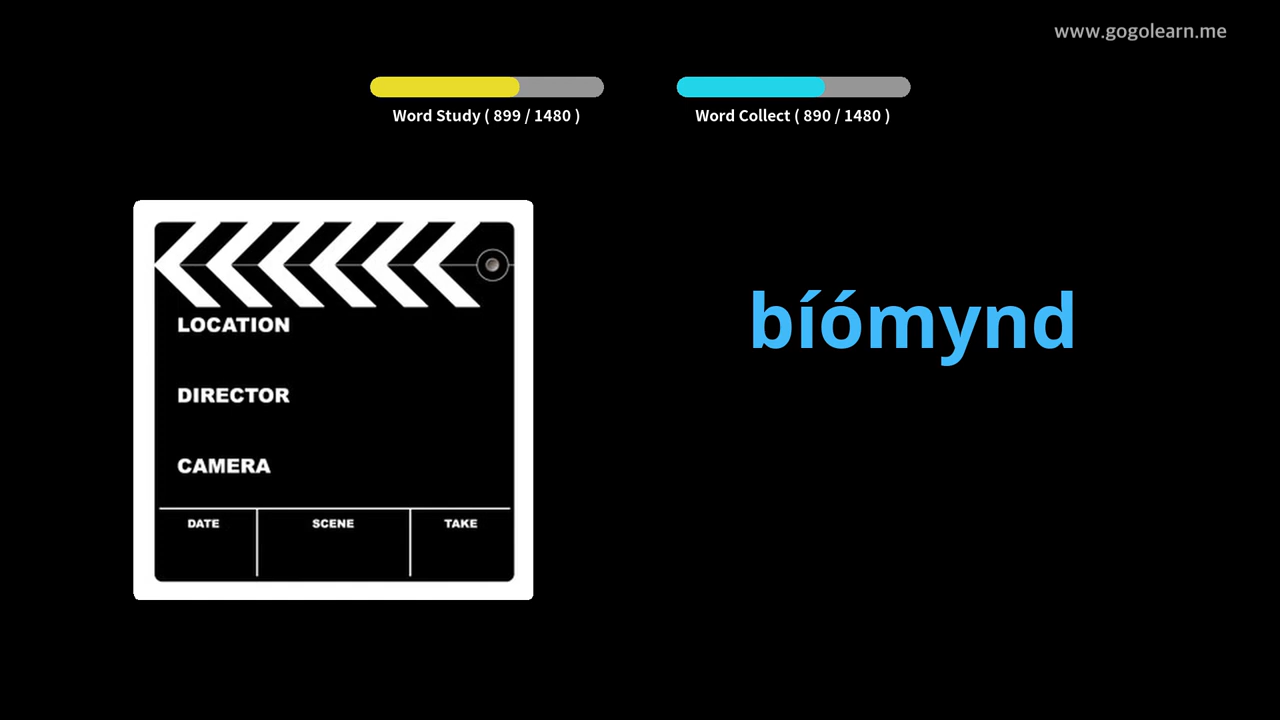 www.gogolearn.me
Word Study ( 899 / 1480 )
Word Collect ( 890 / 1480 )
LOCATION
DIRECTOR
CAMERA
DATE
SCENE
TAKE
bíómynd